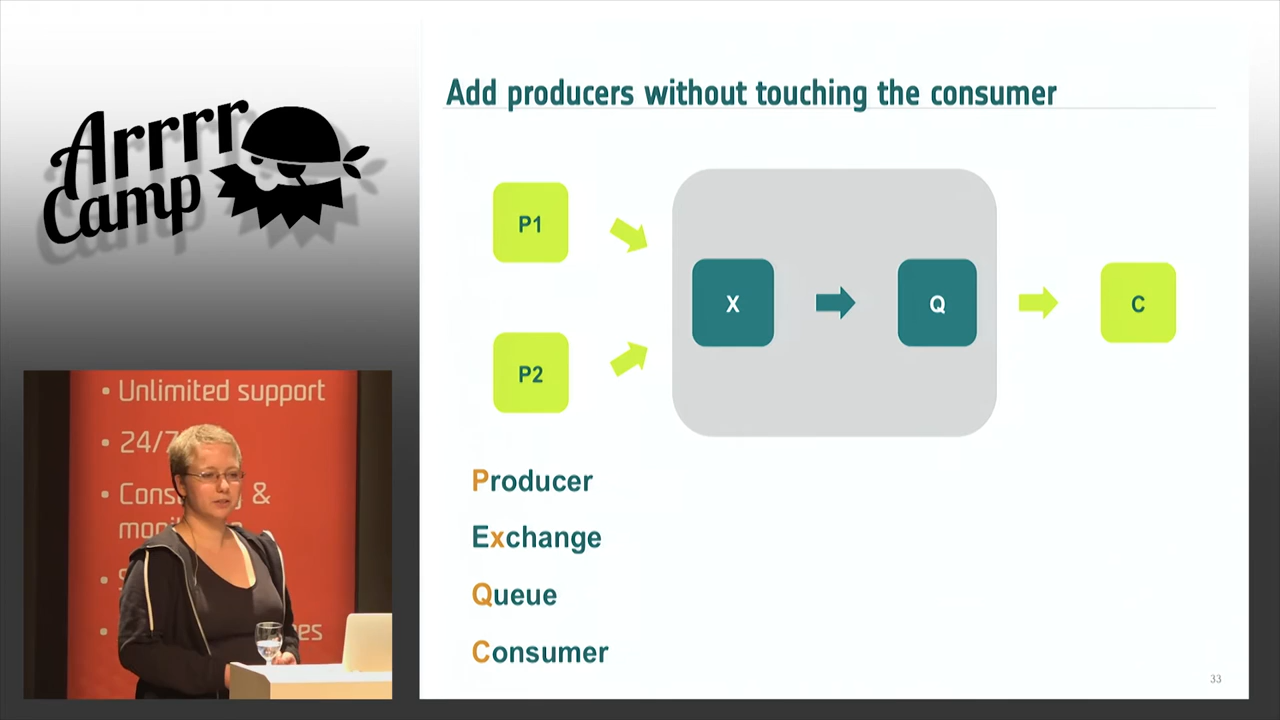 Arrrr
Camp
Add producers without touching the consumer
P1
P2
X
Q
C
Producer
Exchange
Queue
Consumer
33
• Unlimited support
• 24/7
&